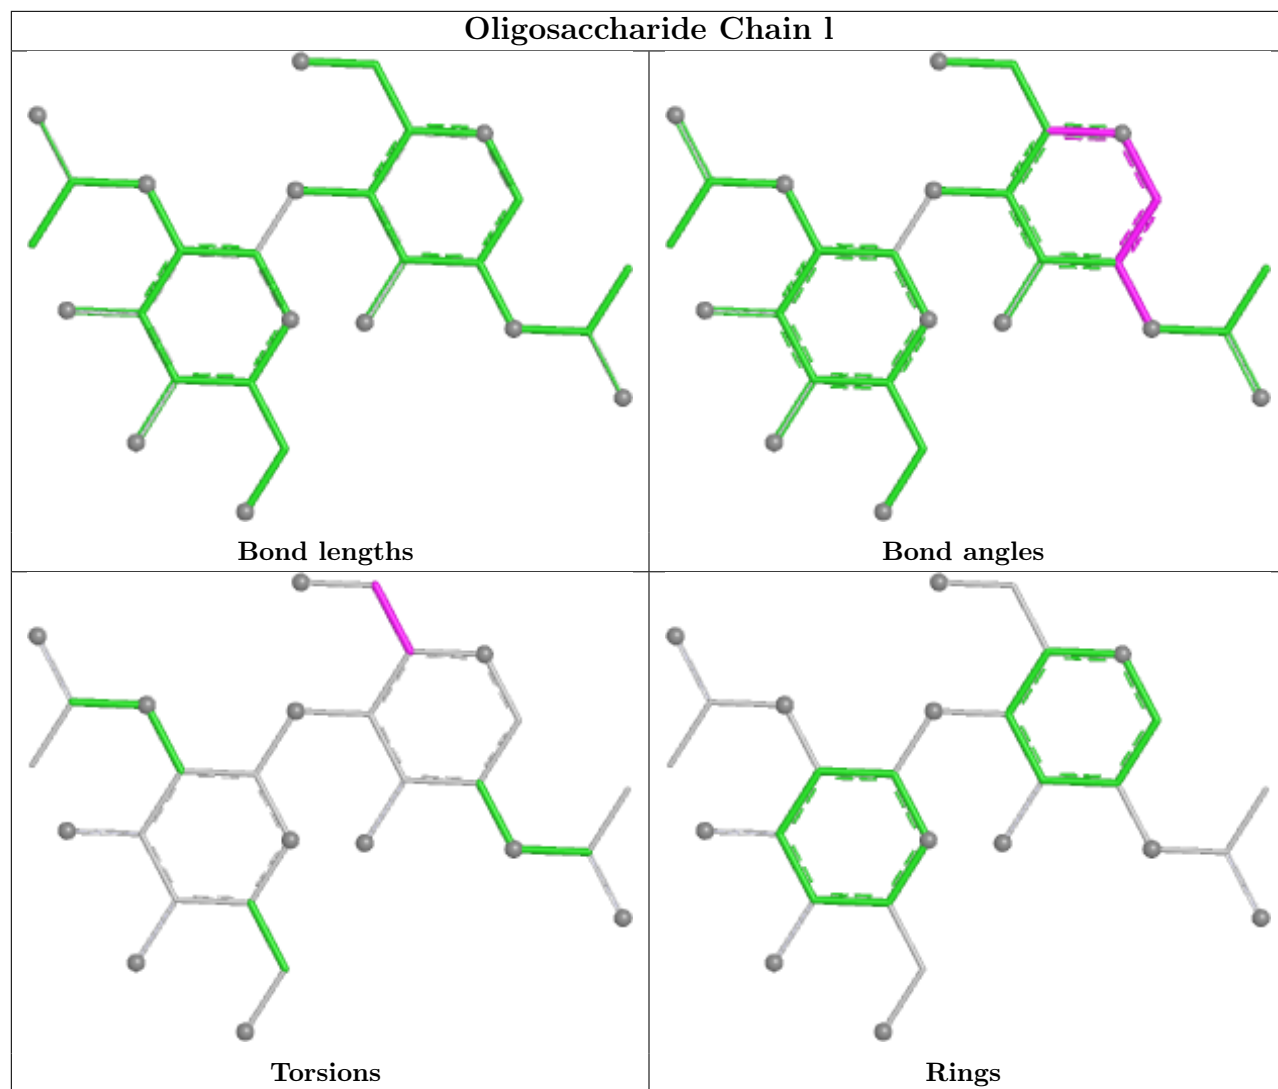 Oligosaccharide Chain l
Bond lengths
Bond angles
Torsions
Rings